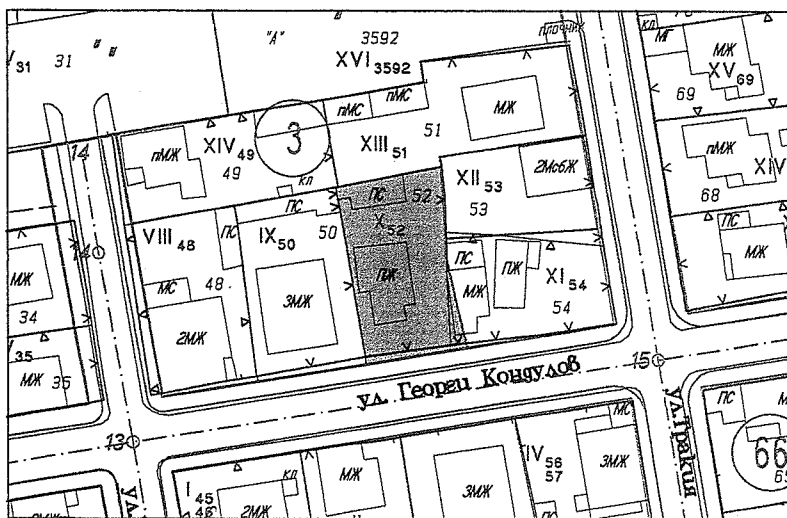 "А" 3592
XVI 3592
31
31
плочник
кл
МГ
МЖ
XV 69
69
пМС
пМС
МЖ
14
пМЖ
XIV 49
49
3
XIII 51
51
пМЖ
XIV
68
кл
ПС
52
XII 53
53
2МсбЖ
ПС
МЖ
VIII 48
ПС
IX 50
50
X 52
14
МЖ
34
МС
48
2МЖ
3МЖ
ПЖ
ПС
МЖ
ПЖ
XI 54
54
35
МЖ
35
ул. Георги Кондулов
15
13
ул. Тракия
ПС
66
МС
IV 56
57
3МЖ
МЖ
3МЖ
I 45
46
кл
2МЖ
ул.